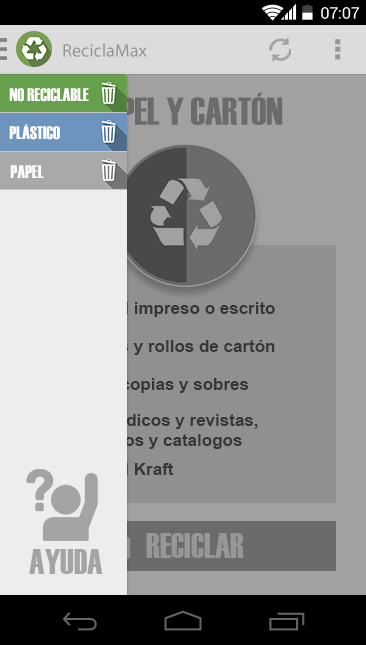 07:07
ReciclaMax
NO RECICLABLE
PLÁSTICO
PAPEL
PEL Y CARTÓN
impreso o escrito
y rollos de cartón
copias y sobres
dicos y revistas,
os y catalogos
Kraft
AYUDA
RECICLAR